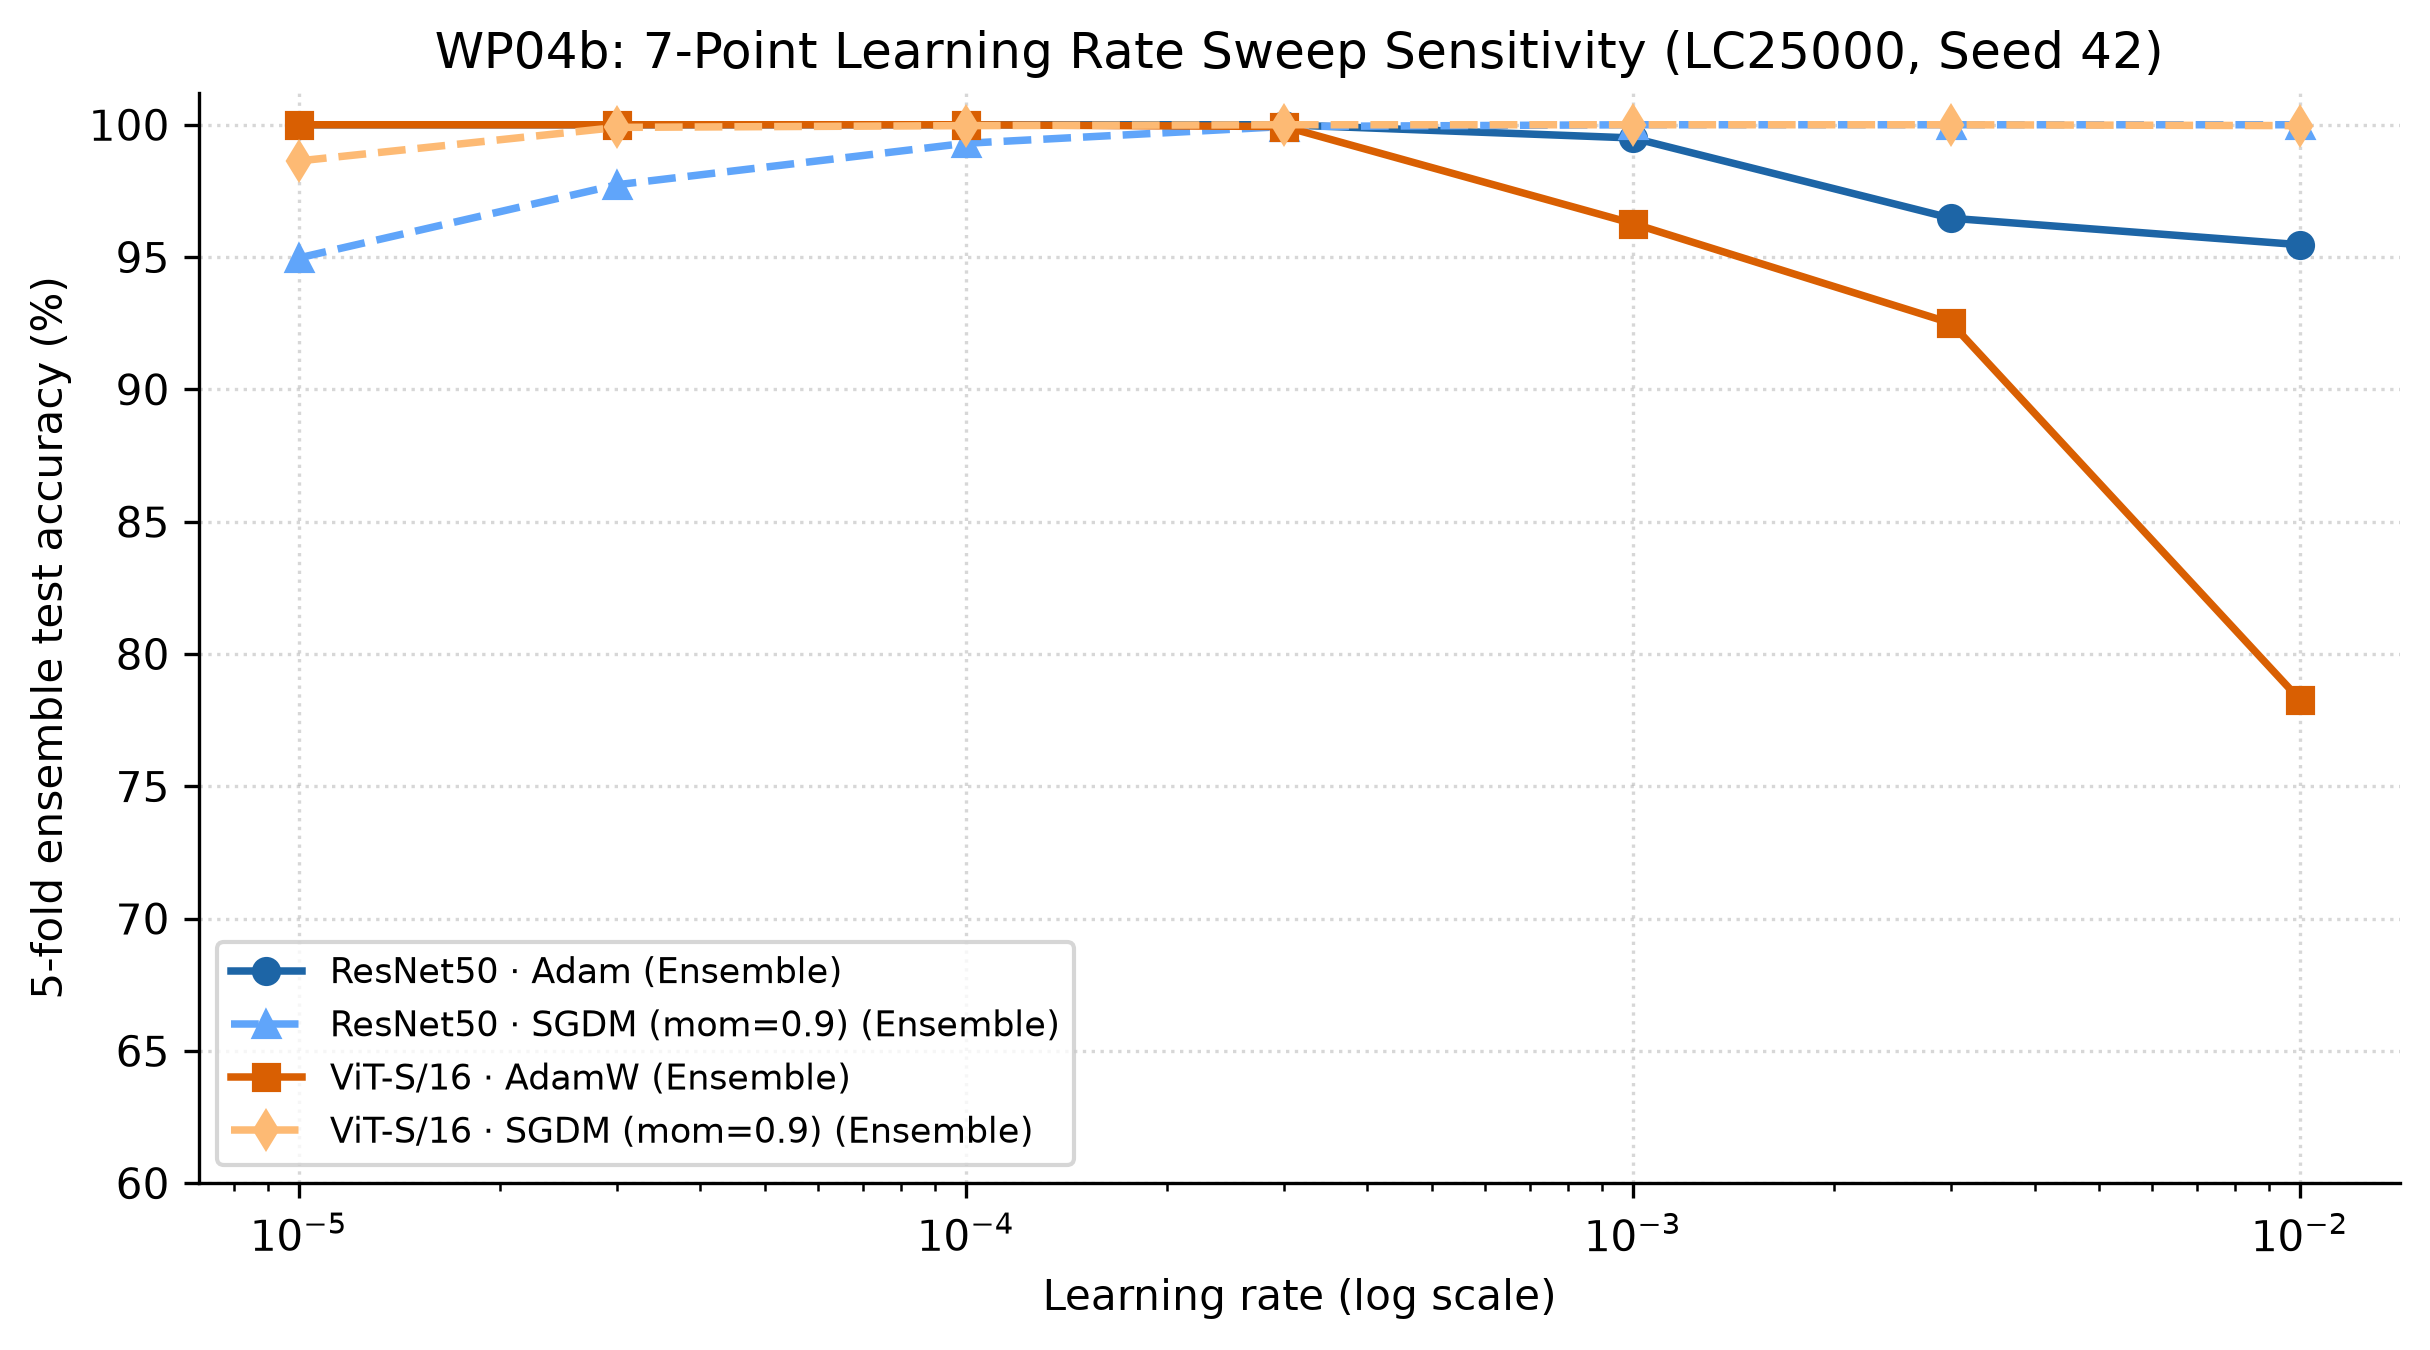 WP04b: 7-Point Learning Rate Sweep Sensitivity (LC25000, Seed 42)
5-fold ensemble test accuracy (%)
100
95
90
85
80
75
70
65
60
ResNet50 · Adam (Ensemble)
ResNet50 · SGDM (mom=0.9) (Ensemble)
ViT-S/16 · AdamW (Ensemble)
ViT-S/16 · SGDM (mom=0.9) (Ensemble)
10⁻⁵ 10⁻⁴ 10⁻³ 10⁻²
Learning rate (log scale)